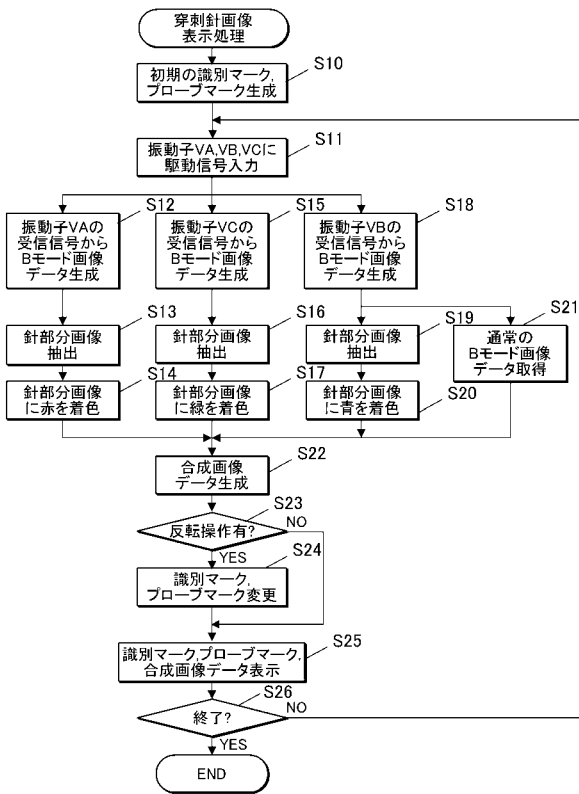 穿刺針画像
表示処理
S10
初期の識別マーク,
プローブマーク生成
S11
振動子VA,VB,VCに
駆動信号入力
S12
振動子VAの
受信信号から
Bモード画像
データ生成
S15
振動子VCの
受信信号から
Bモード画像
データ生成
S18
振動子VBの
受信信号から
Bモード画像
データ生成
S13
針部分画像
抽出
S16
針部分画像
抽出
S19
針部分画像
抽出
S21
通常の
Bモード画像
データ取得
S14
針部分画像
に赤を着色
S17
針部分画像
に緑を着色
S20
針部分画像
に青を着色
S22
合成画像
データ生成
S23
反転操作有?
NO
YES
S24
識別マーク,
プローブマーク変更
S25
識別マーク,プローブマーク,
合成画像データ表示
S26
終了?
NO
YES
END